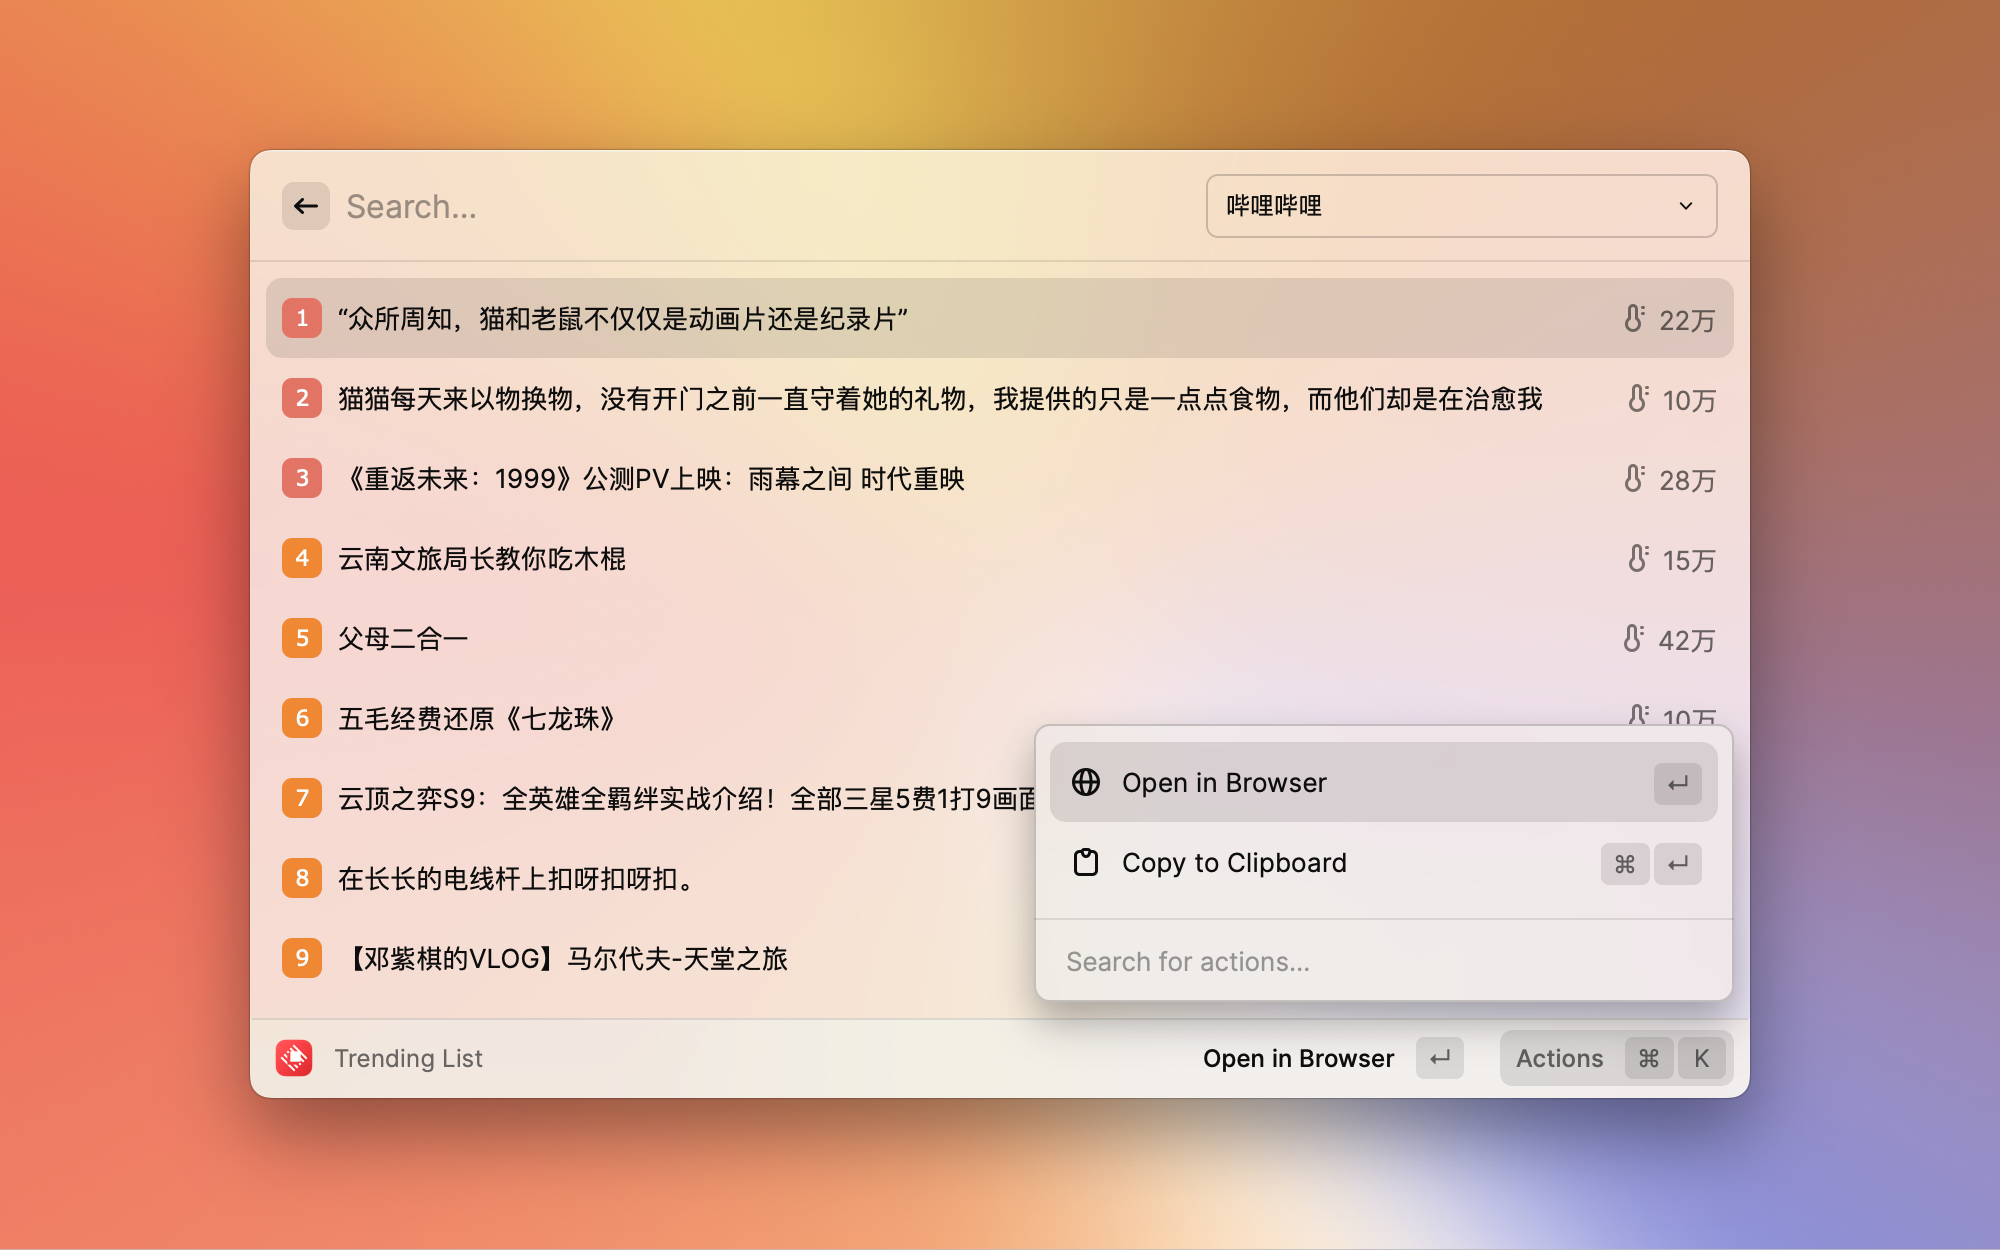 Search...
哔哩哔哩
1 “众所周知，猫和老鼠不仅仅是动画片还是纪录片” 22万
2 猫猫每天来以物换物，没有开门之前一直守着她的礼物，我提供的只是一点点食物，而他们却是在治愈我 10万
3 《重返未来：1999》公测PV上映：雨幕之间 时代重映 28万
4 云南文旅局长教你吃木棍 15万
5 父母二合一 42万
6 五毛经费还原《七龙珠》 10万
7 云顶之弈S9：全英雄全羁绊实战介绍！全部三星5费1打9画面
8 在长长的电线杆上扣呀扣呀扣。
9 【邓紫棋的VLOG】马尔代夫-天堂之旅
Open in Browser ↵
Copy to Clipboard ⌘ ↵
Search for actions...
Trending List
Open in Browser ↵ Actions ⌘ K